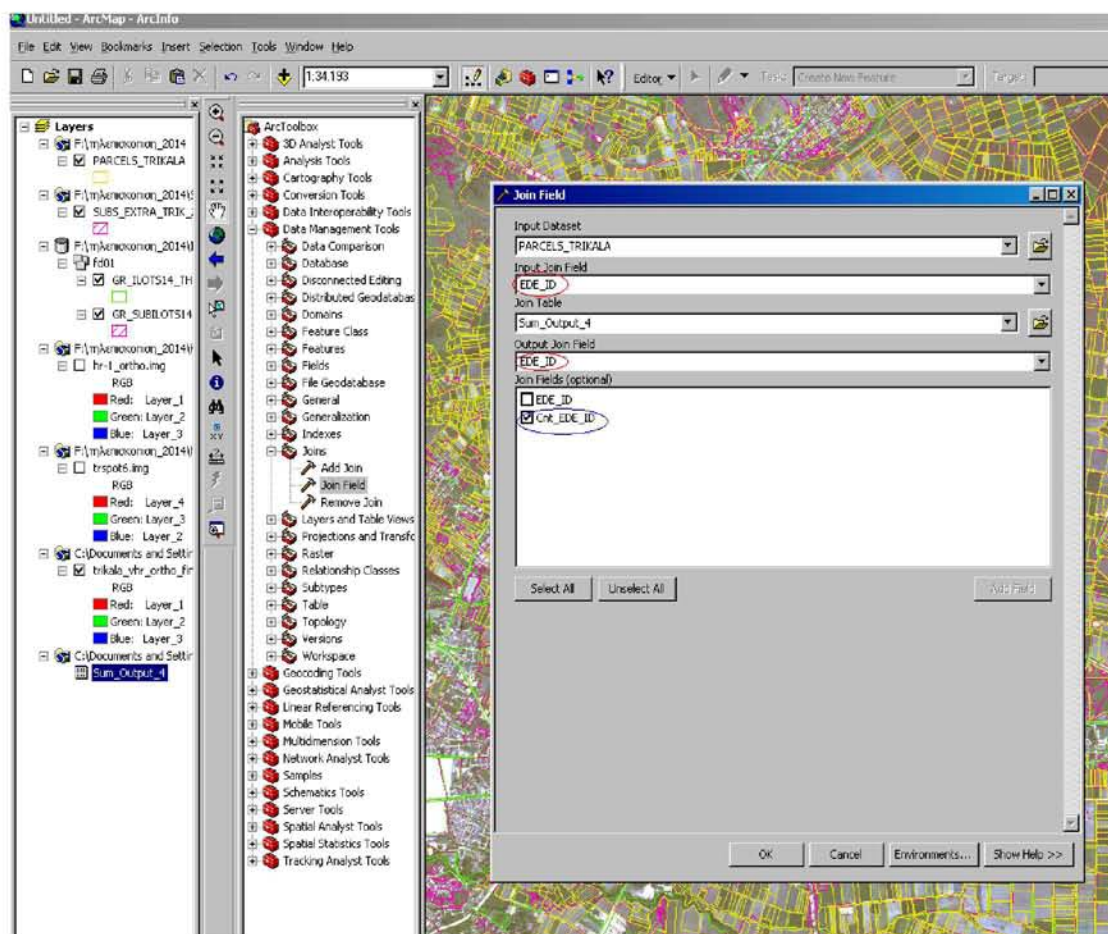 Untitled - ArcMap - ArcInfo
File Edit View Bookmarks Insert Selection Tools Window Help
1:34.193
Editor
Task: Create New Feature
Target:
Layers
F:\τηλεπισκοπιση_2014
PARCELS_TRIKALA
SUBS_EXTRA_TRIK_
fd01
GR_ILOTS14_TH
GR_SUBILOTS14
hr-1_ortho.img
RGB
Red: Layer_1
Green: Layer_2
Blue: Layer_3
trspot6.img
RGB
Red: Layer_4
Green: Layer_3
Blue: Layer_2
C:\Documents and Settin
trikala_vhr_ortho_fin
RGB
Red: Layer_1
Green: Layer_2
Blue: Layer_3
C:\Documents and Settin
Sum_Output_4
ArcToolbox
3D Analyst Tools
Analysis Tools
Cartography Tools
Conversion Tools
Data Interoperability Tools
Data Management Tools
Data Comparison
Database
Disconnected Editing
Distributed Geodatabas
Domains
Feature Class
Features
Fields
File Geodatabase
General
Generalization
Indexes
Joins
Add Join
Join Field
Remove Join
Layers and Table Views
Projections and Transfo
Raster
Relationship Classes
Subtypes
Table
Topology
Versions
Workspace
Geocoding Tools
Geostatistical Analyst Tools
Linear Referencing Tools
Mobile Tools
Multidimension Tools
Network Analyst Tools
Samples
Schematics Tools
Server Tools
Spatial Analyst Tools
Spatial Statistics Tools
Tracking Analyst Tools
Join Field
Input Dataset
PARCELS_TRIKALA
Input Join Field
EDE_ID
Join Table
Sum_Output_4
Output Join Field
EDE_ID
Join Fields (optional)
EDE_ID
Cnt_EDE_ID
Select All Unselect All Add Field
OK Cancel Environments... Show Help >>